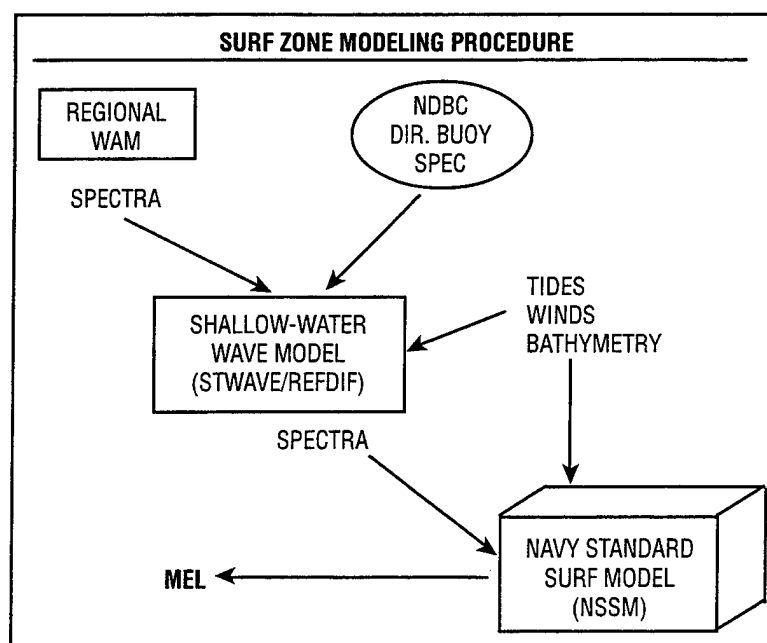 SURF ZONE MODELING PROCEDURE
REGIONAL
WAM
NDBC
DIR. BUOY
SPEC
SPECTRA
TIDES
WINDS
BATHYMETRY
SHALLOW-WATER
WAVE MODEL
(STWAVE/REFDIF)
SPECTRA
NAVY STANDARD
SURF MODEL
(NSSM)
MEL